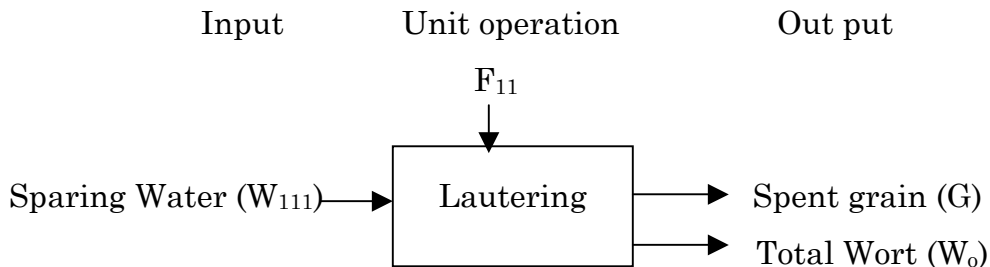 Input Unit operation Out put
F₁₁
Sparing Water (W₁₁₁) Lautering Spent grain (G)
Total Wort (Wₒ)